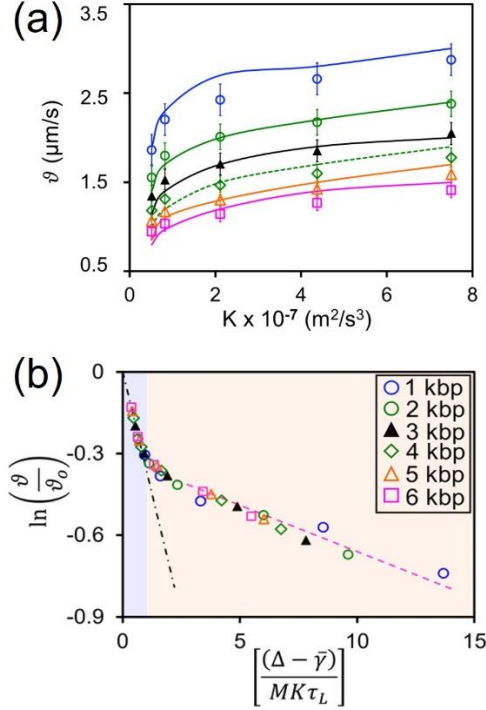 (a)
3.5
2.5
1.5
0.5
ϑ (µm/s)
0 2 4 6 8
K x 10⁻⁷ (m²/s³)
(b)
0
-0.3
-0.6
-0.9
ln(ϑ/ϑₒ)
1 kbp
2 kbp
3 kbp
4 kbp
5 kbp
6 kbp
0 5 10 15
[(Δ − γ̄)/MKτ_L]